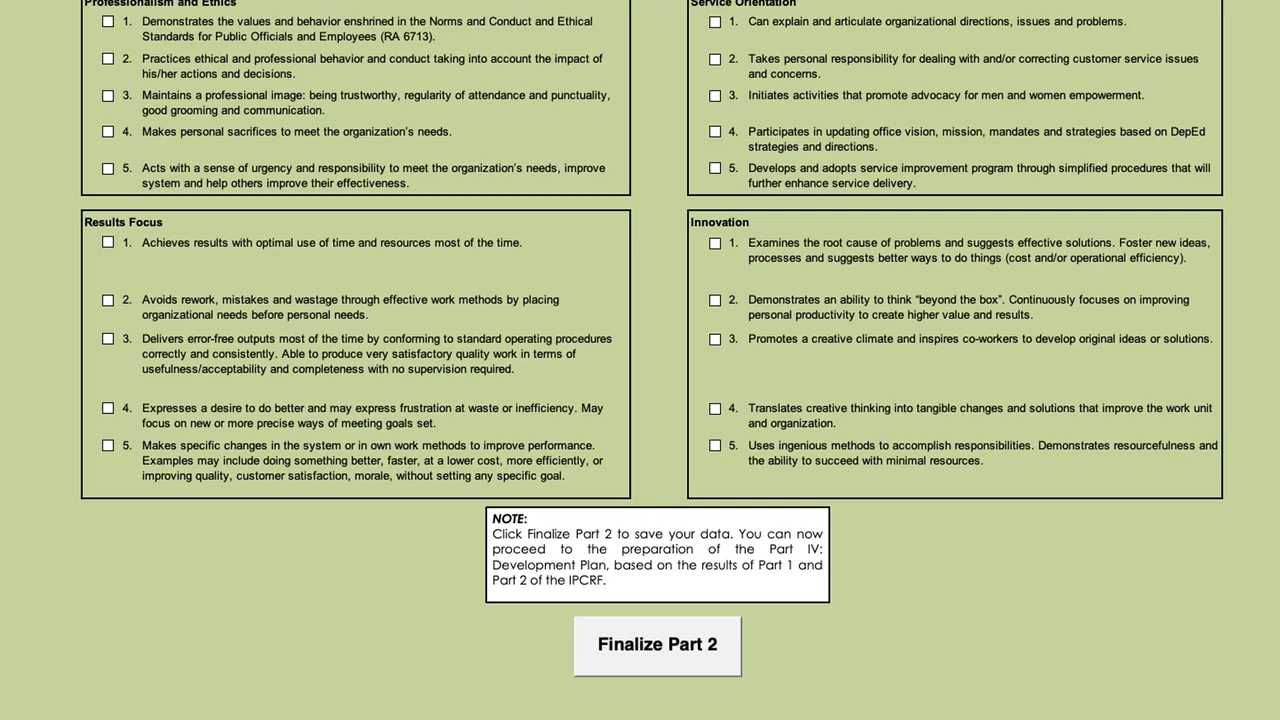 Professionalism and Ethics
1. Demonstrates the values and behavior enshrined in the Norms and Conduct and Ethical
Standards for Public Officials and Employees (RA 6713).
2. Practices ethical and professional behavior and conduct taking into account the impact of
his/her actions and decisions.
3. Maintains a professional image: being trustworthy, regularity of attendance and punctuality,
good grooming and communication.
4. Makes personal sacrifices to meet the organization's needs.
5. Acts with a sense of urgency and responsibility to meet the organization's needs, improve
system and help others improve their effectiveness.
Service Orientation
1. Can explain and articulate organizational directions, issues and problems.
2. Takes personal responsibility for dealing with and/or correcting customer service issues
and concerns.
3. Initiates activities that promote advocacy for men and women empowerment.
4. Participates in updating office vision, mission, mandates and strategies based on DepEd
strategies and directions.
5. Develops and adopts service improvement program through simplified procedures that will
further enhance service delivery.
Results Focus
1. Achieves results with optimal use of time and resources most of the time.
2. Avoids rework, mistakes and wastage through effective work methods by placing
organizational needs before personal needs.
3. Delivers error-free outputs most of the time by conforming to standard operating procedures
correctly and consistently. Able to produce very satisfactory quality work in terms of
usefulness/acceptability and completeness with no supervision required.
4. Expresses a desire to do better and may express frustration at waste or inefficiency. May
focus on new or more precise ways of meeting goals set.
5. Makes specific changes in the system or in own work methods to improve performance.
Examples may include doing something better, faster, at a lower cost, more efficiently, or
improving quality, customer satisfaction, morale, without setting any specific goal.
Innovation
1. Examines the root cause of problems and suggests effective solutions. Foster new ideas,
processes and suggests better ways to do things (cost and/or operational efficiency).
2. Demonstrates an ability to think “beyond the box”. Continuously focuses on improving
personal productivity to create higher value and results.
3. Promotes a creative climate and inspires co-workers to develop original ideas or solutions.
4. Translates creative thinking into tangible changes and solutions that improve the work unit
and organization.
5. Uses ingenious methods to accomplish responsibilities. Demonstrates resourcefulness and
the ability to succeed with minimal resources.
NOTE:
Click Finalize Part 2 to save your data. You can now
proceed to the preparation of the Part IV:
Development Plan, based on the results of Part 1 and
Part 2 of the IPCRF.
Finalize Part 2